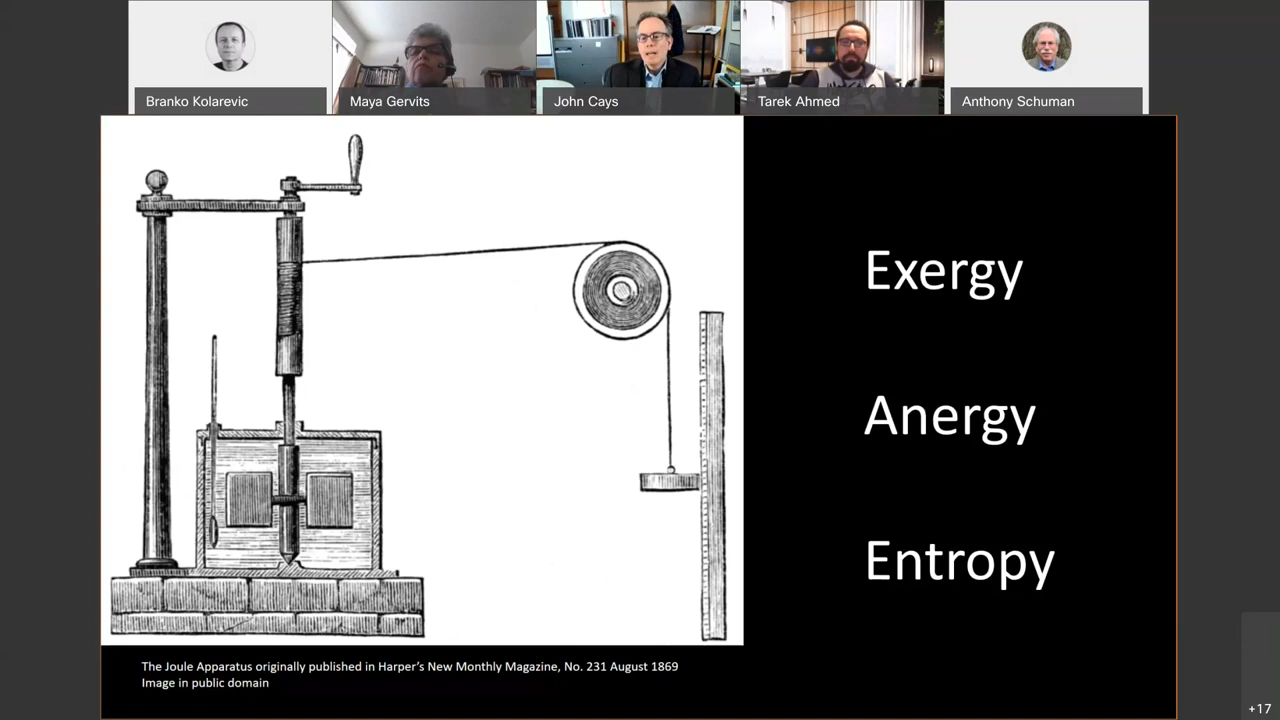 Branko Kolarevic
Maya Gervits
John Cays
Tarek Ahmed
Anthony Schuman
Exergy
Anergy
Entropy
The Joule Apparatus originally published in Harper's New Monthly Magazine, No. 231 August 1869
Image in public domain
+17